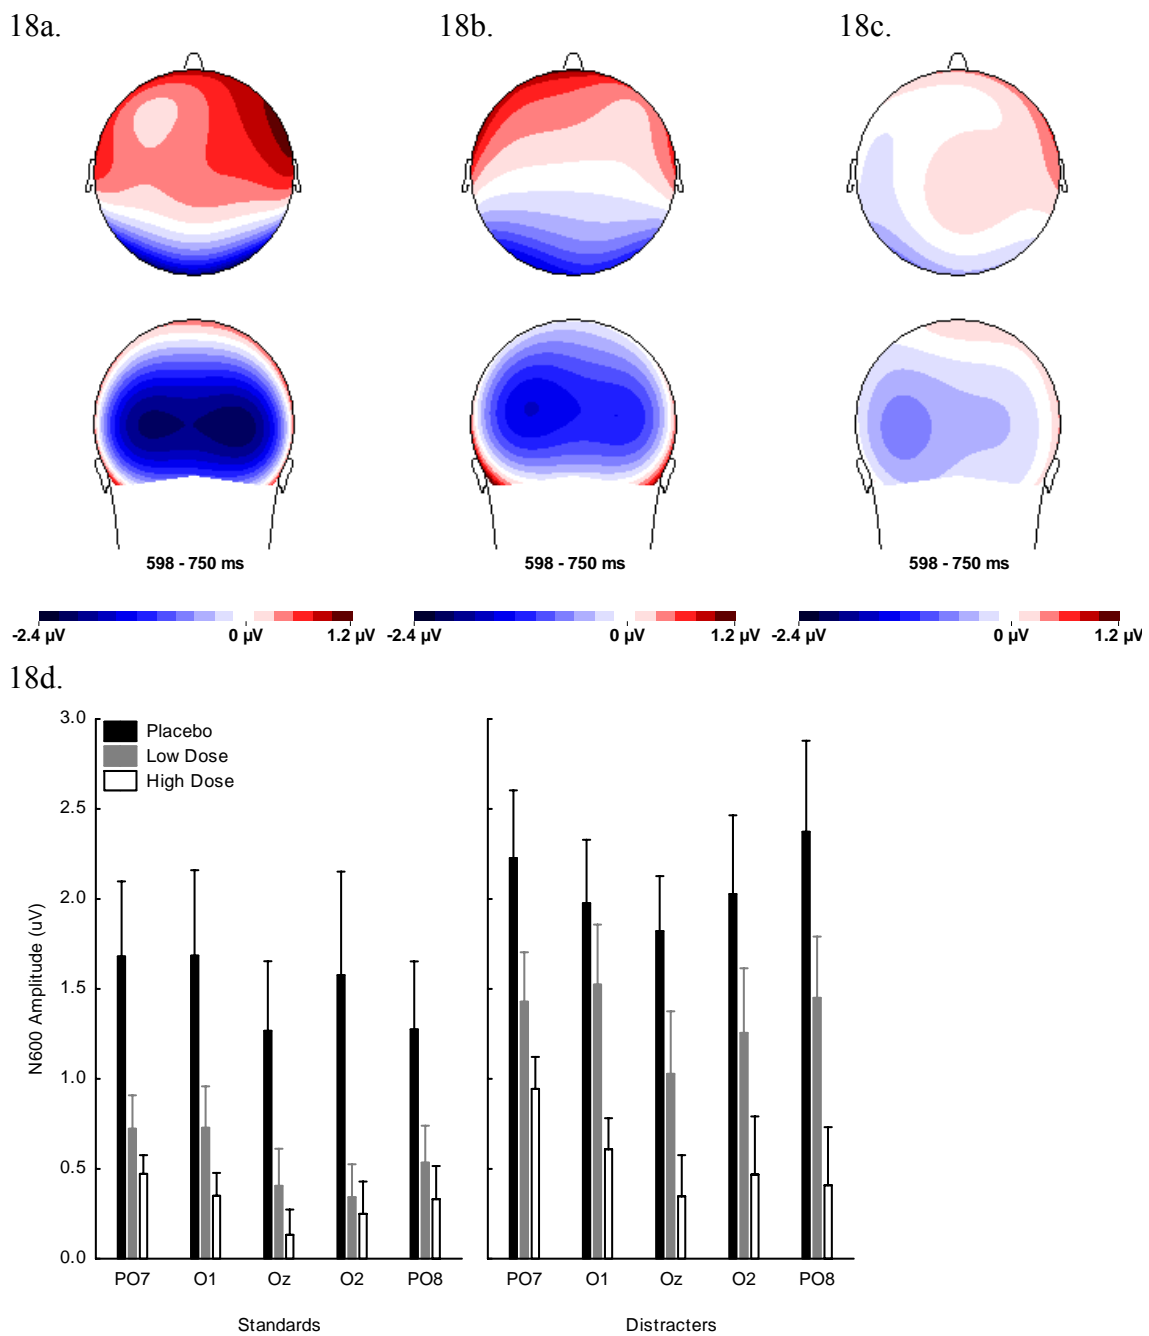 18a. 18b. 18c.
598 - 750 ms 598 - 750 ms 598 - 750 ms
-2.4 µV 0 µV 1.2 µV -2.4 µV 0 µV 1.2 µV -2.4 µV 0 µV 1.2 µV
18d.
3.0
2.5
2.0
1.5
1.0
0.5
0.0
N600 Amplitude (uV)
Placebo
Low Dose
High Dose
PO7 O1 Oz O2 PO8 PO7 O1 Oz O2 PO8
Standards Distracters